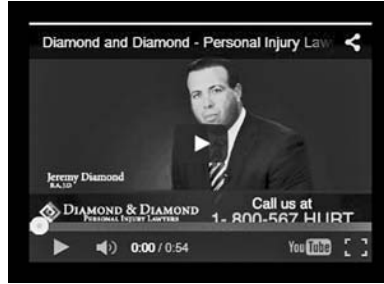 Diamond and Diamond - Personal Injury Law
Jeremy Diamond
B.A, J.D
DIAMOND & DIAMOND
PERSONAL INJURY LAWYERS
Call us at
1- 800-567 HURT
0:00 / 0:54
YouTube